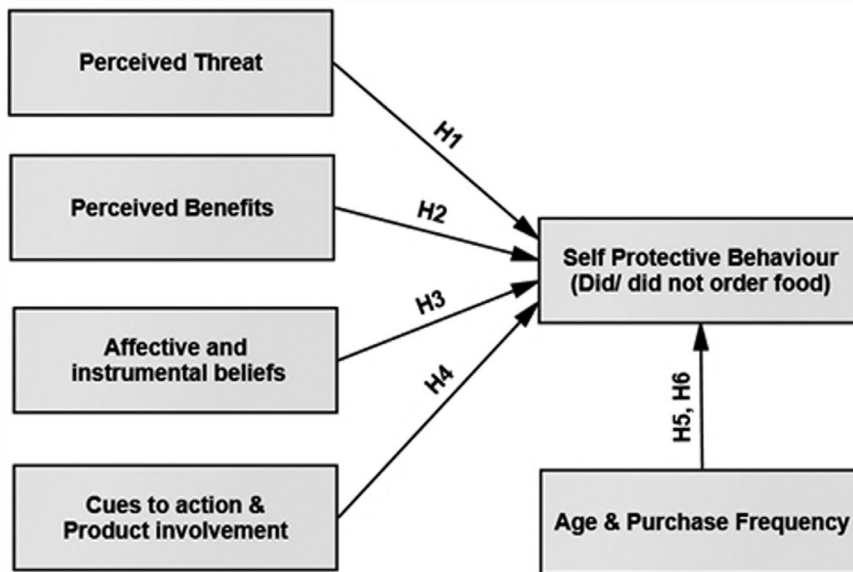 Perceived Threat
H1
Perceived Benefits
H2
Self Protective Behaviour
(Did/ did not order food)
Affective and
instrumental beliefs
H3
H4
H5, H6
Cues to action &
Product involvement
Age & Purchase Frequency